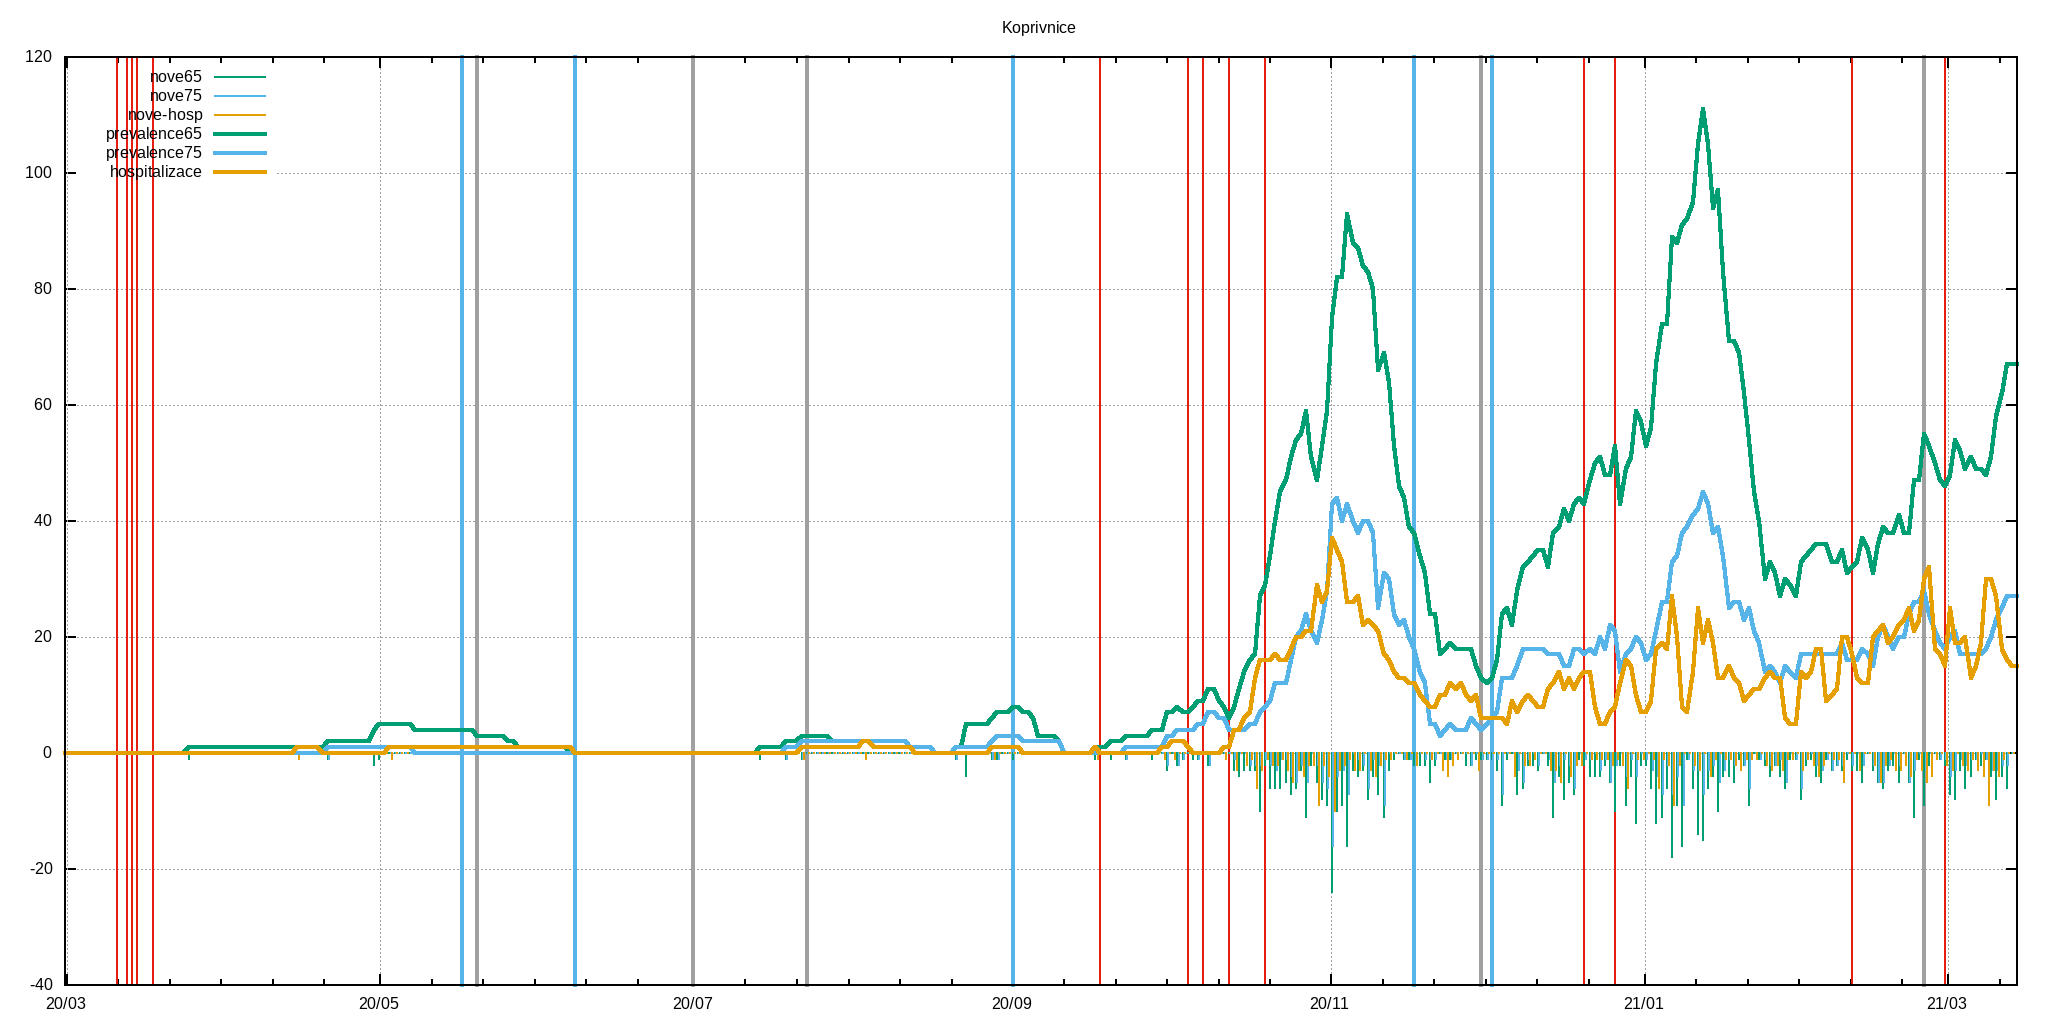 Koprivnice
120
100
80
60
40
20
0
-20
-40
nove65
nove75
nove-hosp
prevalence65
prevalence75
hospitalizace
20/03 20/05 20/07 20/09 20/11 21/01 21/03